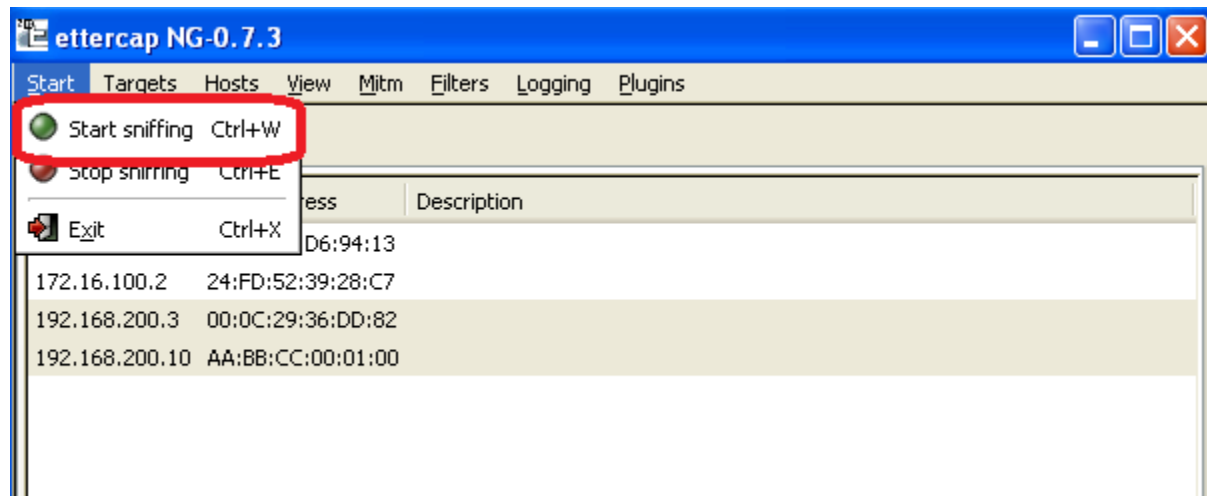 ettercap NG-0.7.3
Start Targets Hosts View Mitm Filters Logging Plugins
Start sniffing Ctrl+W
Stop sniffing Ctrl+E
ress Description
Exit Ctrl+X
D6:94:13
172.16.100.2 24:FD:52:39:28:C7
192.168.200.3 00:0C:29:36:DD:82
192.168.200.10 AA:BB:CC:00:01:00